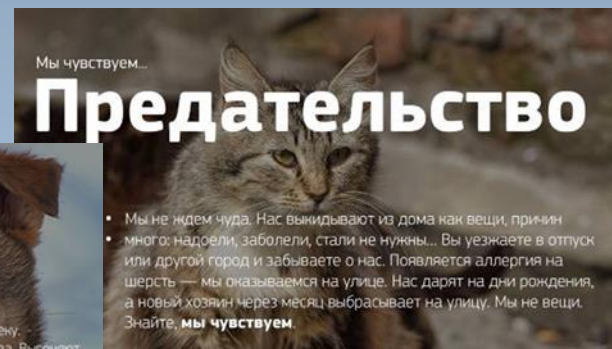 Мы чувствуем...
Предательство
• Мы не ждем чуда. Нас выкидывают из дома как вещи, причин
• много: надоели, заболели, стали не нужны... Вы уезжаете в отпуск
или другой город и забываете о нас. Появляется аллергия на
шерсть — мы оказываемся на улице. Нас дарят на дни рождения,
а новый хозяин через месяц выбрасывает на улицу. Мы не вещи.
Знайте, мы чувствуем.